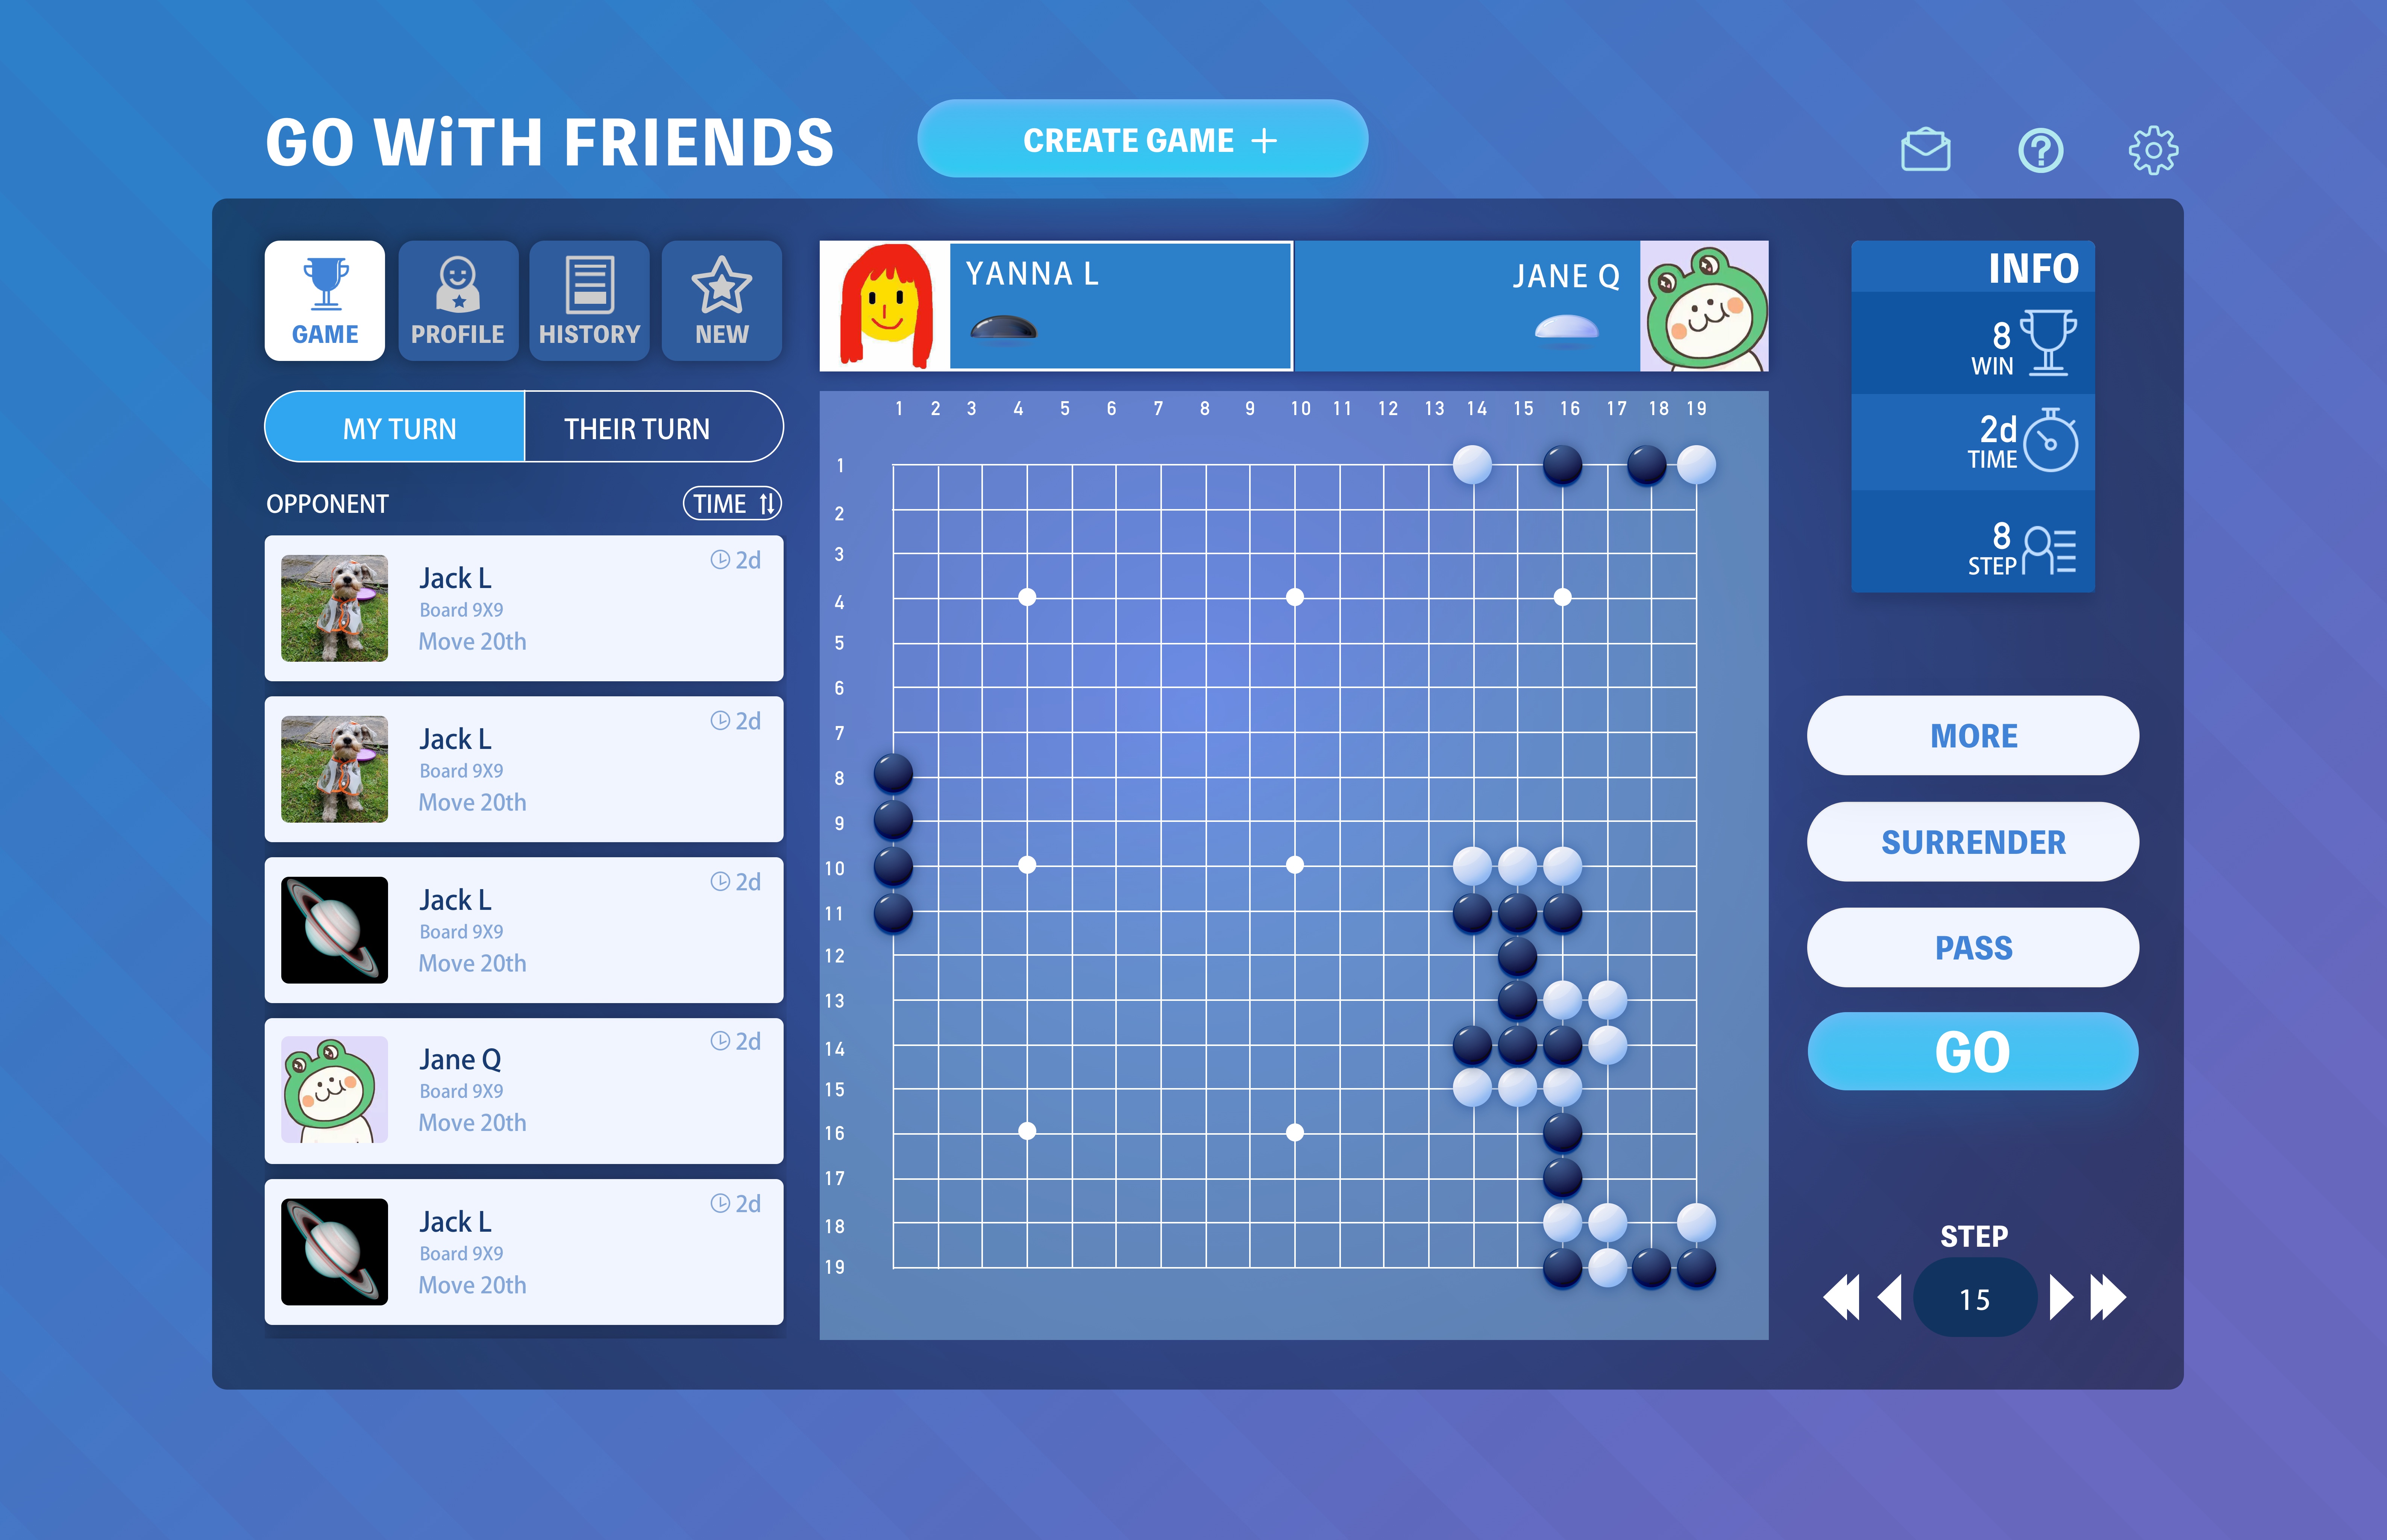 GO WiTH FRIENDS
CREATE GAME +
GAME
PROFILE
HISTORY
NEW
YANNA L
JANE Q
INFO
8
WIN
2d
TIME
8
STEP
MY TURN
THEIR TURN
OPPONENT
TIME
Jack L
2d
Board 9X9
Move 20th
Jack L
2d
Board 9X9
Move 20th
Jack L
2d
Board 9X9
Move 20th
Jane Q
2d
Board 9X9
Move 20th
Jack L
2d
Board 9X9
Move 20th
1 2 3 4 5 6 7 8 9 10 11 12 13 14 15 16 17 18 19
1
2
3
4
5
6
7
8
9
10
11
12
13
14
15
16
17
18
19
MORE
SURRENDER
PASS
GO
STEP
15